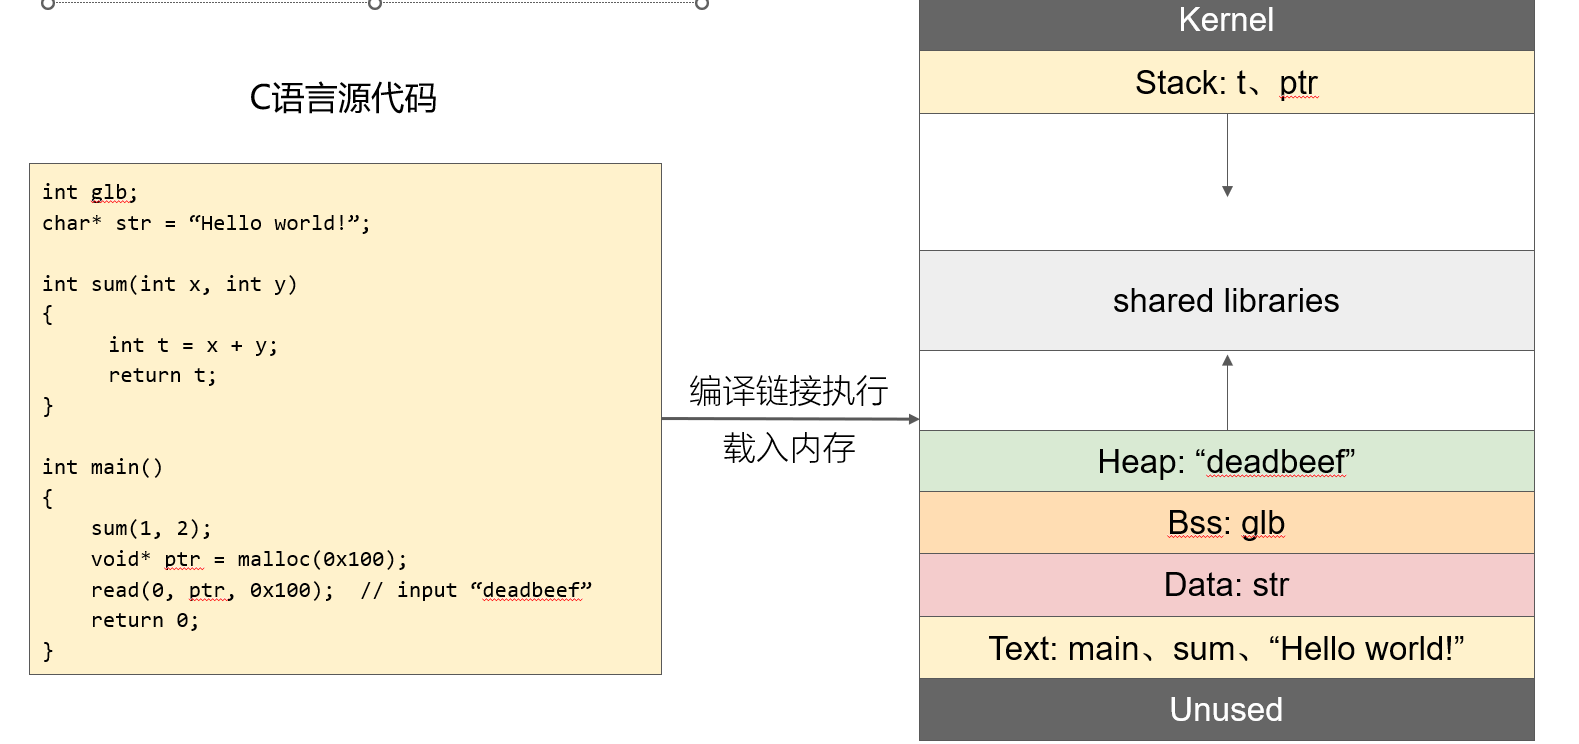 C语言源代码
int glb;
char* str = “Hello world!”;
int sum(int x, int y)
{
int t = x + y;
return t;
}
int main()
{
sum(1, 2);
void* ptr = malloc(0x100);
read(0, ptr, 0x100);  // input “deadbeef”
return 0;
}
编译链接执行
载入内存
Kernel
Stack: t、ptr
shared libraries
Heap: “deadbeef”
Bss: glb
Data: str
Text: main、sum、“Hello world!”
Unused